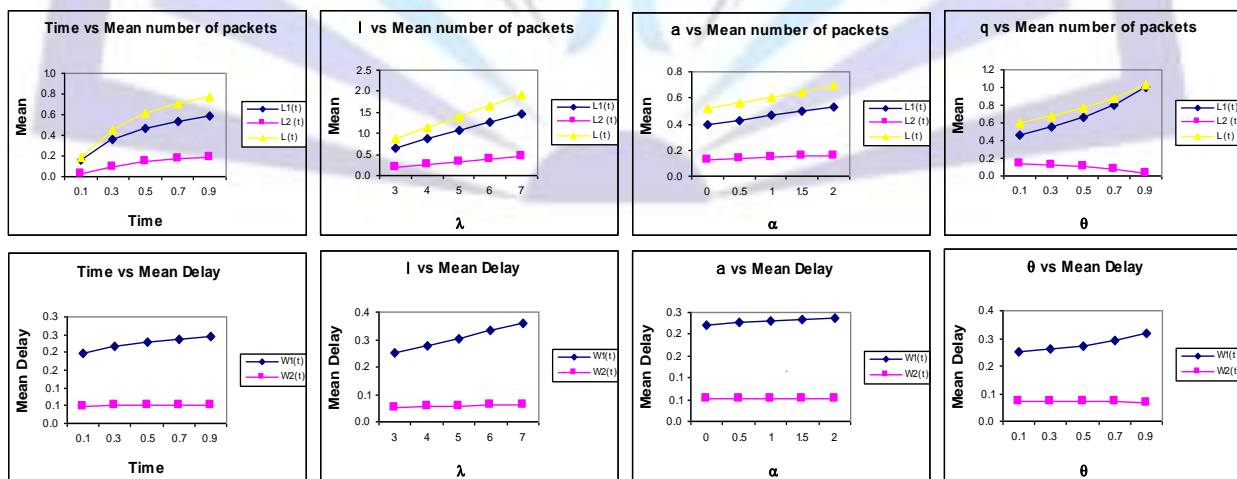 Time vs Mean number of packets
Mean
1.0
0.8
0.6
0.4
0.2
0.0
0.1 0.3 0.5 0.7 0.9
Time
L1(t)
L2 (t)
L (t)
l vs Mean number of packets
Mean
2.5
2.0
1.5
1.0
0.5
0.0
3 4 5 6 7
λ
L1(t)
L2 (t)
L (t)
a vs Mean number of packets
Mean
0.8
0.6
0.4
0.2
0.0
0 0.5 1 1.5 2
α
L1(t)
L2 (t)
L (t)
q vs Mean number of packets
Mean
1.2
1.0
0.8
0.6
0.4
0.2
0.0
0.1 0.3 0.5 0.7 0.9
θ
L1(t)
L2 (t)
L (t)
Time vs Mean Delay
Mean Delay
0.3
0.3
0.2
0.2
0.1
0.1
0.0
0.1 0.3 0.5 0.7 0.9
Time
W1(t)
W2(t)
l vs Mean Delay
Mean Delay
0.4
0.3
0.2
0.1
0.0
3 4 5 6 7
λ
W1(t)
W2(t)
a vs Mean Delay
Mean Delay
0.3
0.2
0.2
0.1
0.1
0.0
0 0.5 1 1.5 2
α
W1(t)
W2(t)
θ vs Mean Delay
Mean Delay
0.4
0.3
0.2
0.1
0.0
0.1 0.3 0.5 0.7 0.9
θ
W1(t)
W2(t)